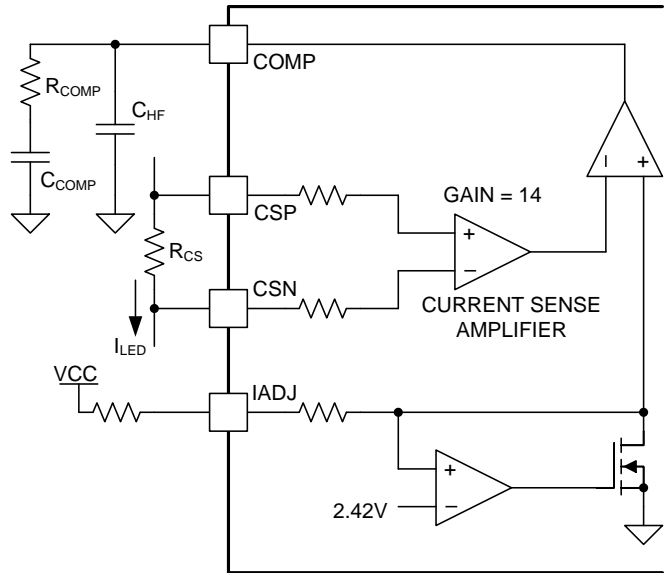 COMP
R_COMP
C_HF
C_COMP
CSP
GAIN = 14
+
−
R_CS
+
−
CSN
CURRENT SENSE
AMPLIFIER
I_LED
VCC
IADJ
+
−
2.42V